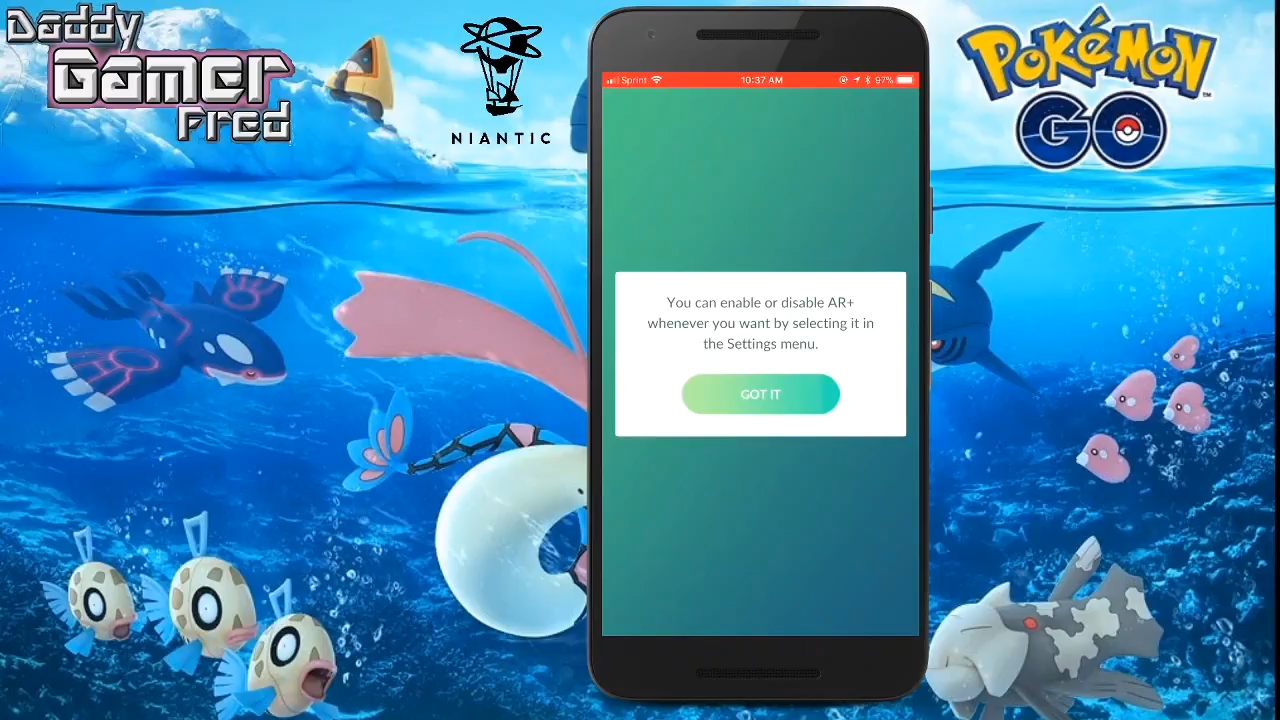 Daddy
Gamer
Fred
NIANTIC
POKéMON
GO
TM
Sprint
10:37 AM
97%
You can enable or disable AR+
whenever you want by selecting it in
the Settings menu.
GOT IT